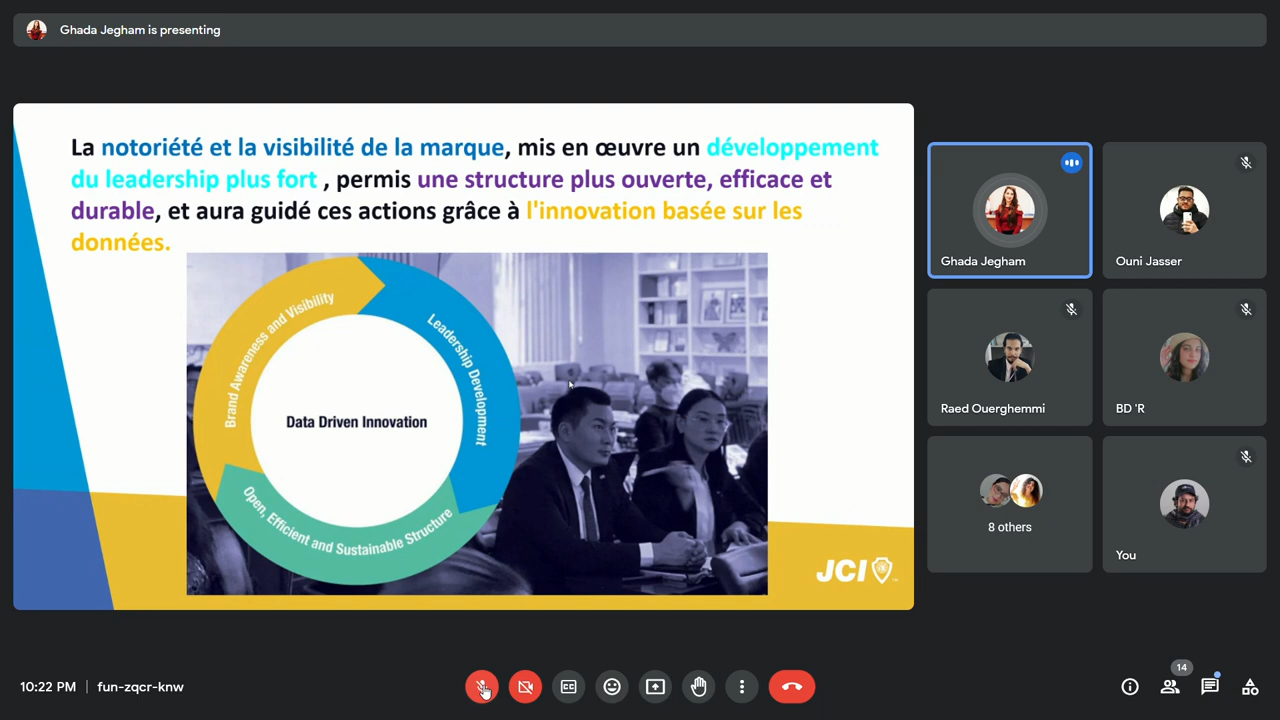 Ghada Jegham is presenting
La notoriété et la visibilité de la marque, mis en œuvre un développement
du leadership plus fort , permis une structure plus ouverte, efficace et
durable, et aura guidé ces actions grâce à l'innovation basée sur les
données.
Brand Awareness and Visibility
Leadership Development
Data Driven Innovation
Open, Efficient and Sustainable Structure
JCI
Ghada Jegham
Ouni Jasser
Raed Ouerghemmi
BD 'R
8 others
You
10:22 PM | fun-zqcr-knw
CC
14